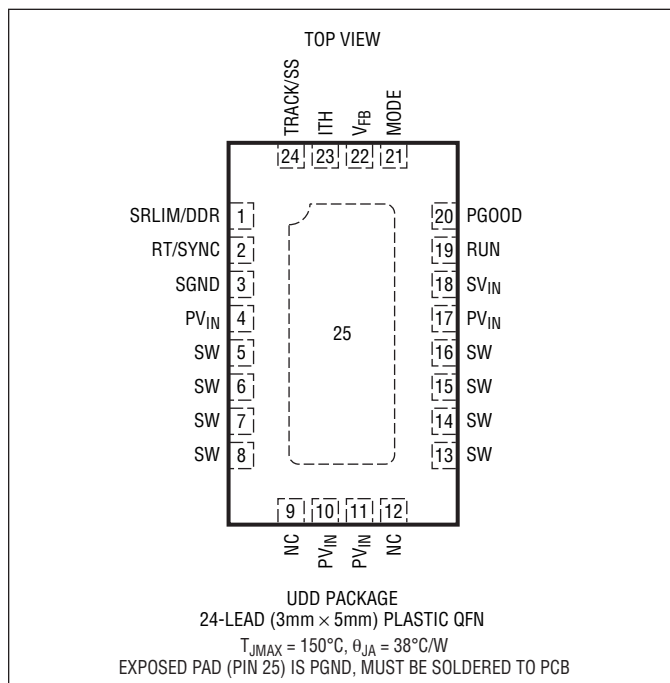 TOP VIEW
TRACK/SS
ITH
VFB
MODE
24 23 22 21
SRLIM/DDR 1
RT/SYNC 2
SGND 3
PVIN 4
SW 5
SW 6
SW 7
SW 8
25
20 PGOOD
19 RUN
18 SVIN
17 PVIN
16 SW
15 SW
14 SW
13 SW
9 10 11 12
NC
PVIN
PVIN
NC
UDD PACKAGE
24-LEAD (3mm × 5mm) PLASTIC QFN
TJMAX = 150°C, θJA = 38°C/W
EXPOSED PAD (PIN 25) IS PGND, MUST BE SOLDERED TO PCB